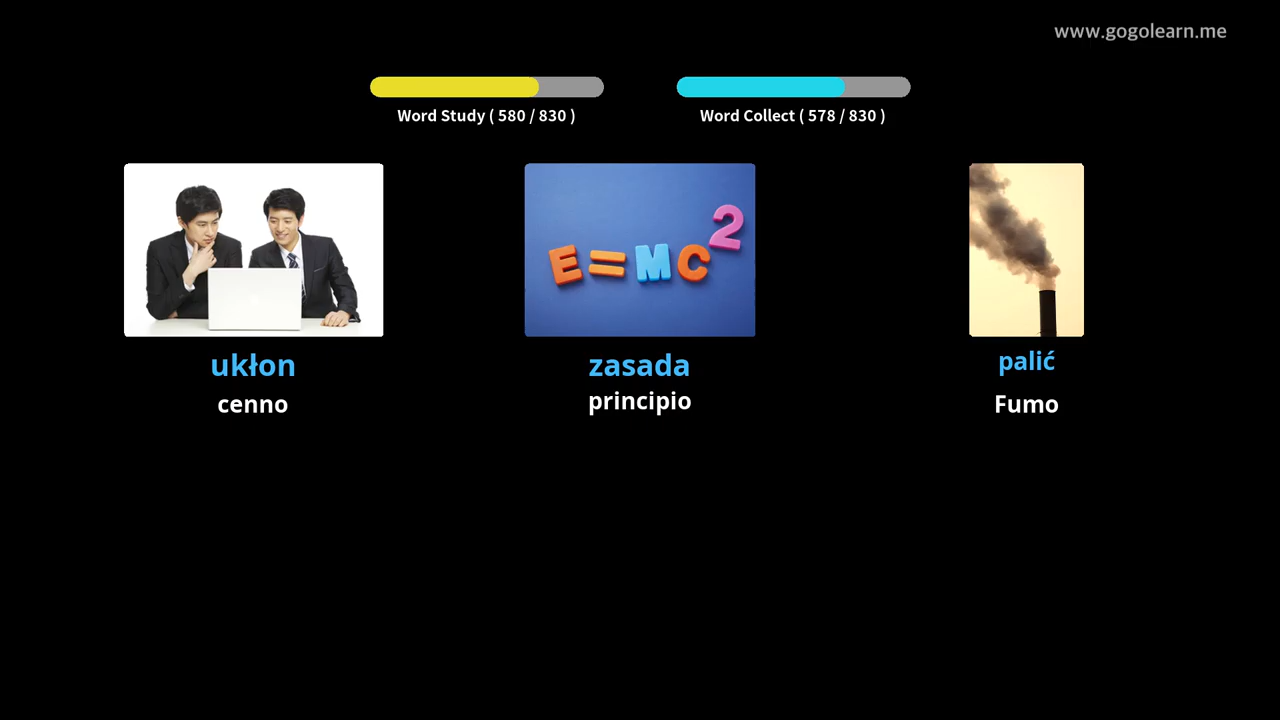 www.gogolearn.me
Word Study ( 580 / 830 )
Word Collect ( 578 / 830 )
E=MC2
ukłon
cenno
zasada
principio
palić
Fumo